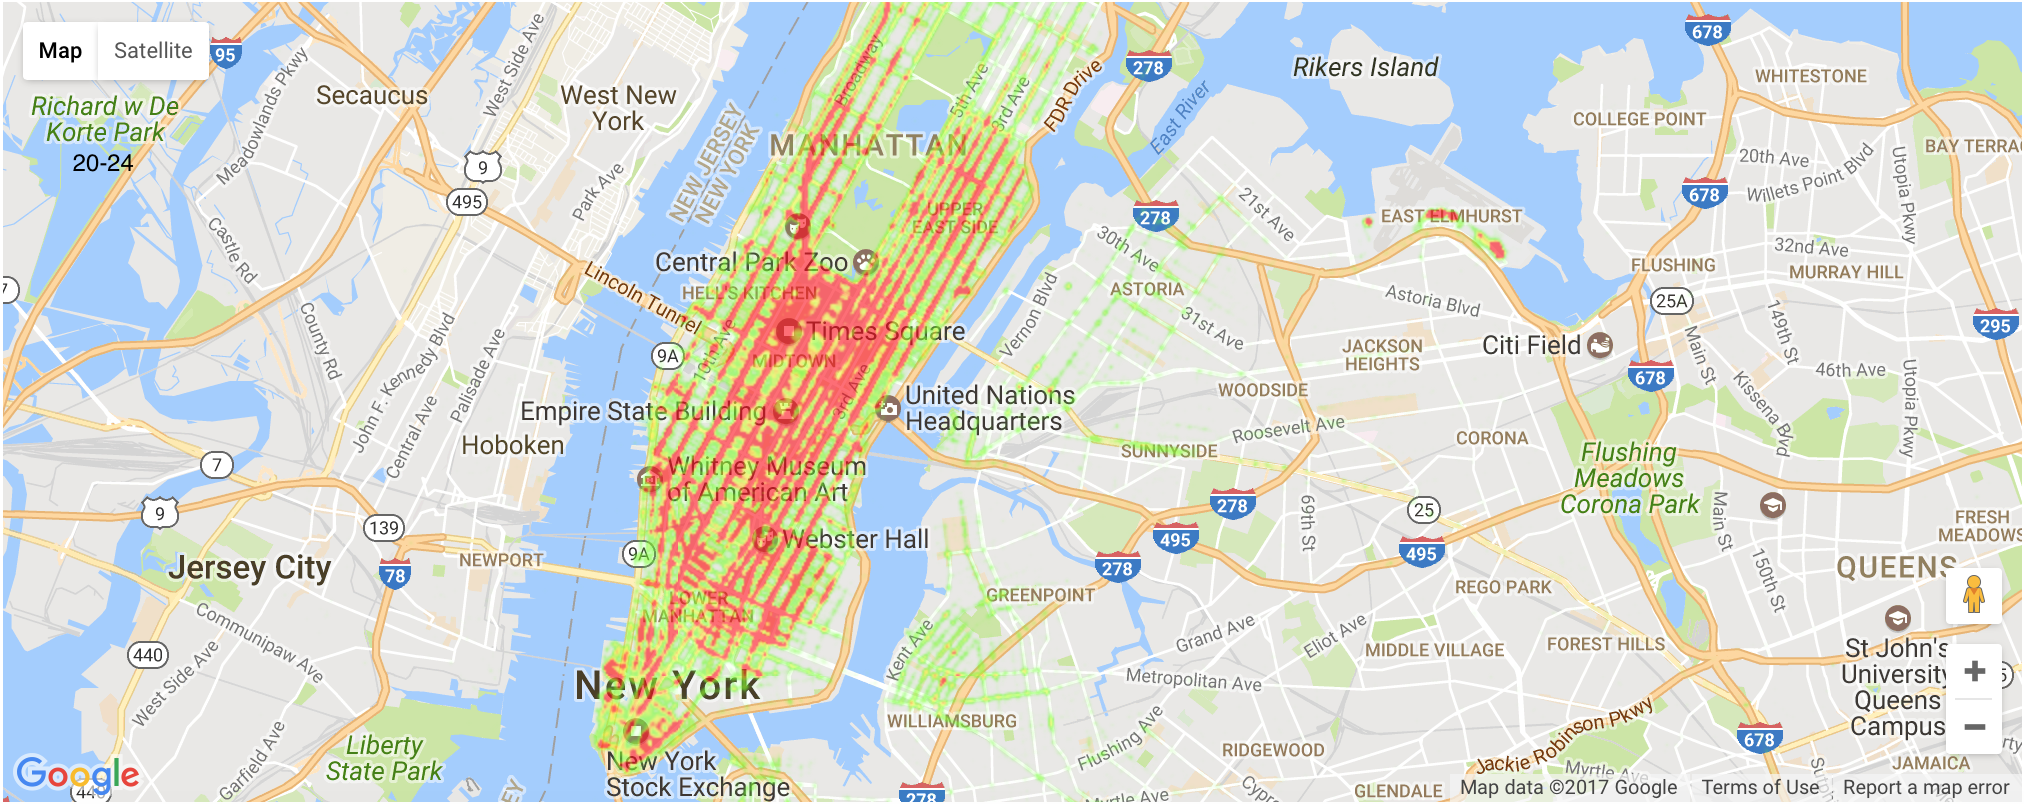 Map
Satellite
95
Richard w De
Korte Park
20-24
Meadowlands Pkwy
Secaucus
West Side Ave
West New
York
Park Ave
9
495
NEW JERSEY
NEW YORK
Broadway
5th Ave
3rd Ave
FDR Drive
MANHATTAN
278
East River
Rikers Island
678
WHITESTONE
COLLEGE POINT
BAY TERRAC
20th Ave
Willets Point Blvd
Utopia Pkwy
678
Castle Rd
Lincoln Tunnel
Central Park Zoo
UPPER
EAST SIDE
HELL'S KITCHEN
278
21st Ave
30th Ave
EAST ELMHURST
32nd Ave
FLUSHING
MURRAY HILL
7
County Rd
John F. Kennedy Blvd
Palisade Ave
Central Ave
9A
10th Ave
Times Square
MIDTOWN
3rd Ave
Vernon Blvd
ASTORIA
31st Ave
Astoria Blvd
25A
Main St
149th St
295
JACKSON
HEIGHTS
Citi Field
678
46th Ave
Utopia Pkwy
Kissena Blvd
WOODSIDE
Empire State Building
United Nations
Headquarters
Hoboken
7
SUNNYSIDE
Roosevelt Ave
CORONA
Flushing
Meadows
Corona Park
Whitney Museum
of American Art
9
139
278
69th St
25
Main St
FRESH
MEADOWS
Webster Hall
9A
495
495
278
150th St
QUEENS
Jersey City
78
NEWPORT
REGO PARK
GREENPOINT
LOWER
MANHATTAN
Communipaw Ave
Kent Ave
Grand Ave
Eliot Ave
MIDDLE VILLAGE
FOREST HILLS
St John's
University
Queens
Campus
440
West Side Ave
New York
Metropolitan Ave
WILLIAMSBURG
Flushing Ave
RIDGEWOOD
Jackie Robinson Pkwy
678
Liberty
State Park
Garfield Ave
New York
Stock Exchange
278
Myrtle Ave
Myrtle Ave
GLENDALE
JAMAICA
Google
Map data ©2017 Google
Terms of Use
Report a map error